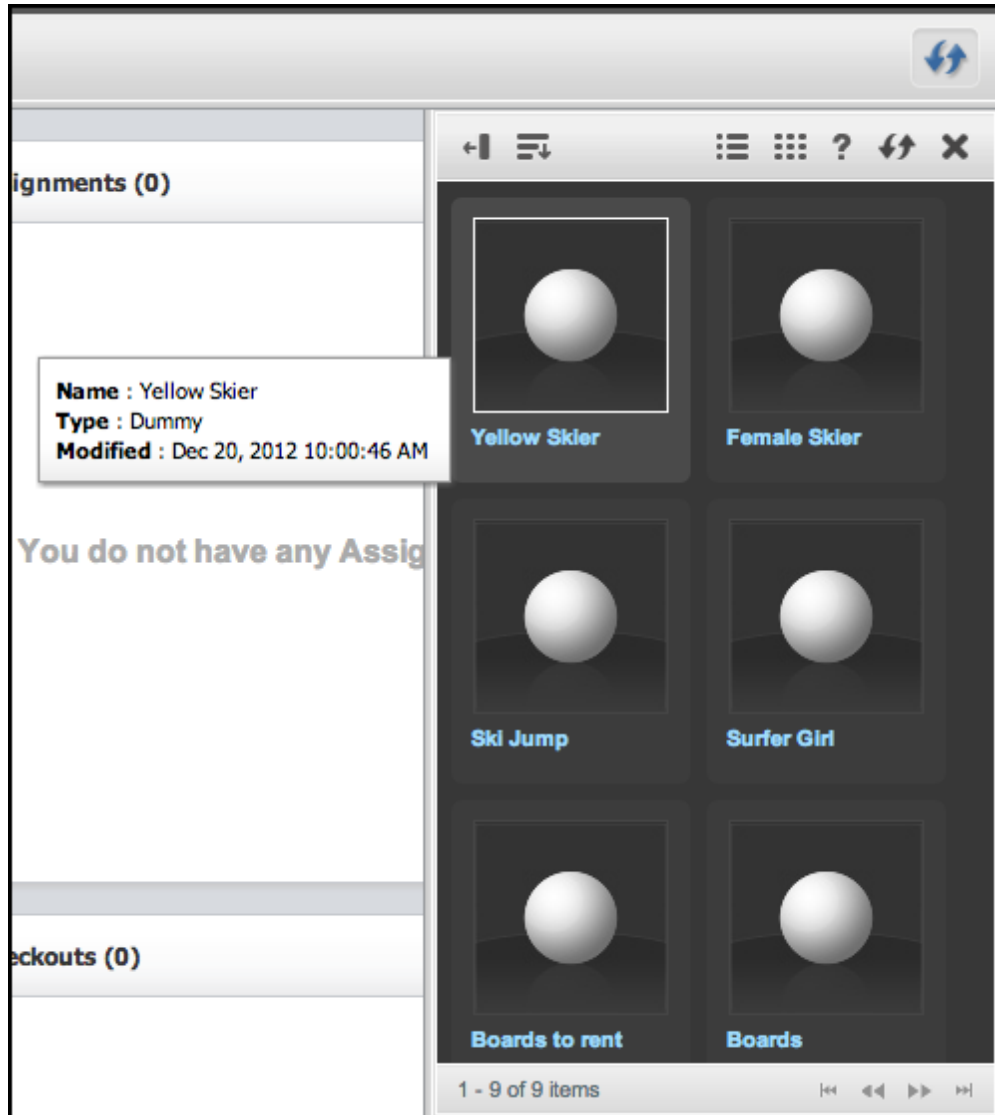 ignments (0)
Name : Yellow Skier
Type : Dummy
Modified : Dec 20, 2012 10:00:46 AM
You do not have any Assig
eckouts (0)
?
Yellow Skier
Female Skier
Ski Jump
Surfer Girl
Boards to rent
Boards
1 - 9 of 9 items